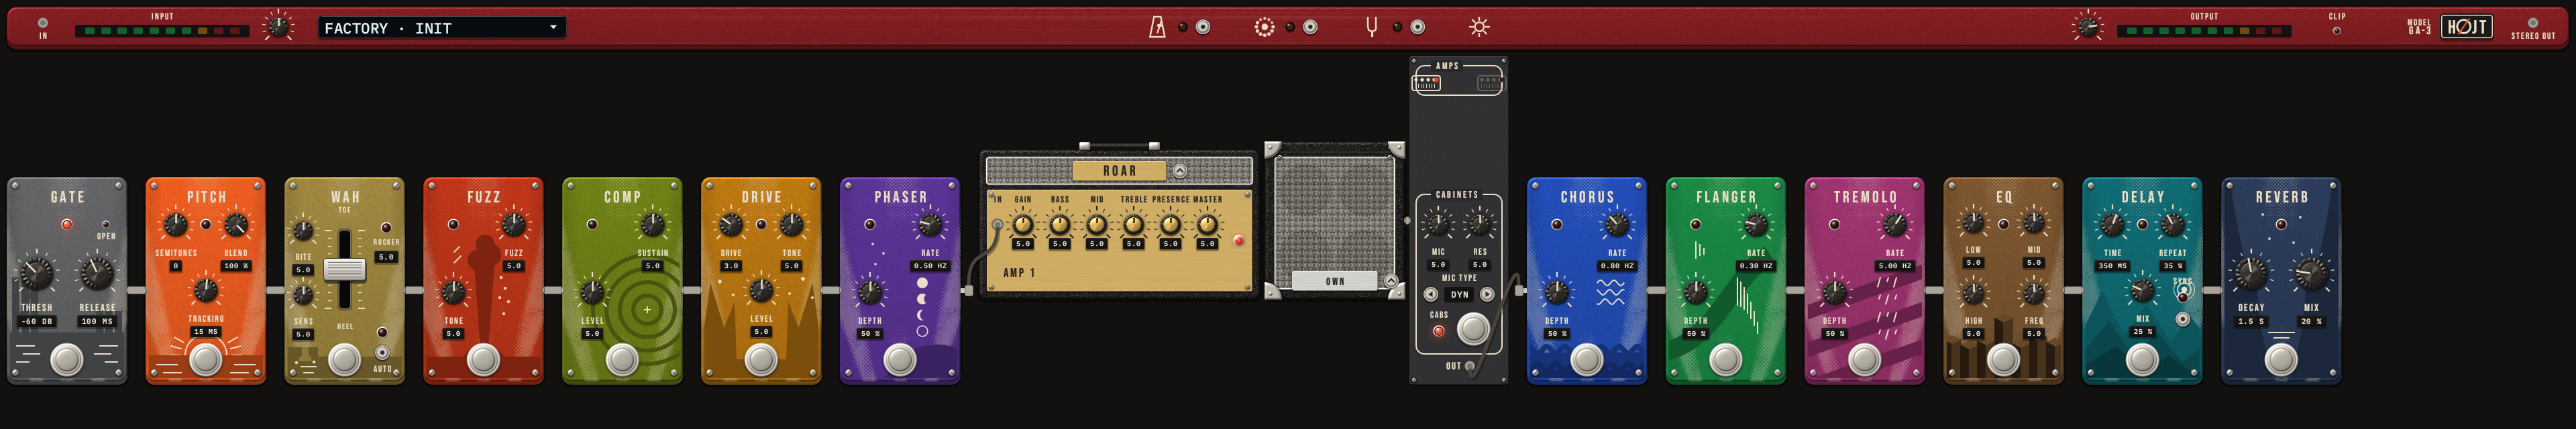 INPUT
IN
FACTORY · INIT
OUTPUT
CLIP
MODEL
GA-3
HØJT
STEREO OUT
AMPS
GATE
OPEN
THRESH
-60 DB
RELEASE
100 MS
PITCH
SEMITONES
0
BLEND
100 %
TRACKING
15 MS
WAH
TOE
BITE
5.0
ROCKER
5.0
SENS
5.0
HEEL
AUTO
FUZZ
FUZZ
5.0
TONE
5.0
COMP
SUSTAIN
5.0
LEVEL
5.0
DRIVE
DRIVE
3.0
TONE
5.0
LEVEL
5.0
PHASER
RATE
0.50 HZ
DEPTH
50 %
ROAR
IN GAIN BASS MID TREBLE PRESENCE MASTER
5.0 5.0 5.0 5.0 5.0 5.0
AMP 1
OWN
CABINETS
MIC
5.0
RES
5.0
MIC TYPE
DYN
CABS
OUT
CHORUS
RATE
0.80 HZ
DEPTH
50 %
FLANGER
RATE
0.30 HZ
DEPTH
50 %
TREMOLO
RATE
5.00 HZ
DEPTH
50 %
EQ
LOW
5.0
MID
5.0
HIGH
5.0
FREQ
5.0
DELAY
TIME
350 MS
REPEAT
35 %
SYNC
MIX
25 %
REVERB
DECAY
1.5 S
MIX
20 %